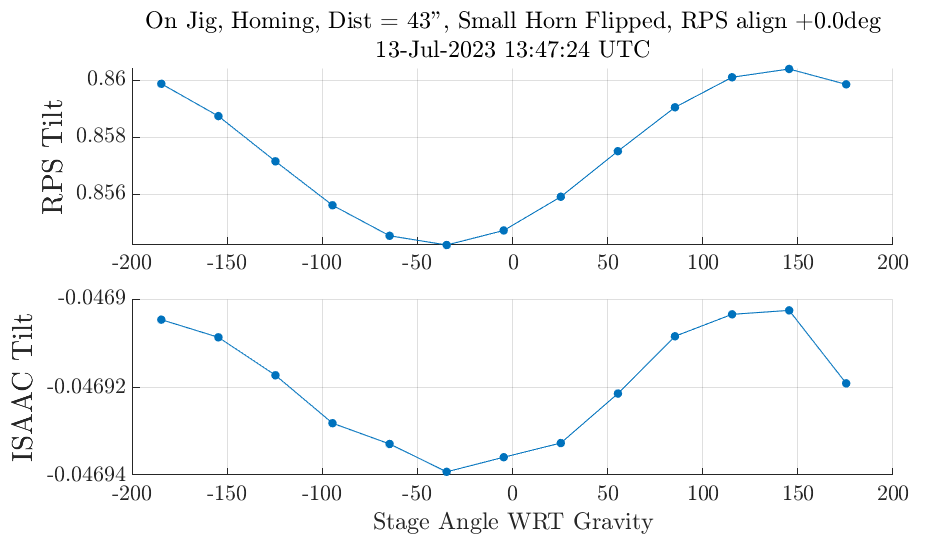 On Jig, Homing, Dist = 43”, Small Horn Flipped, RPS align +0.0deg
13-Jul-2023 13:47:24 UTC
RPS Tilt
0.86
0.858
0.856
-200 -150 -100 -50 0 50 100 150 200
ISAAC Tilt
-0.0469
-0.04692
-0.04694
-200 -150 -100 -50 0 50 100 150 200
Stage Angle WRT Gravity